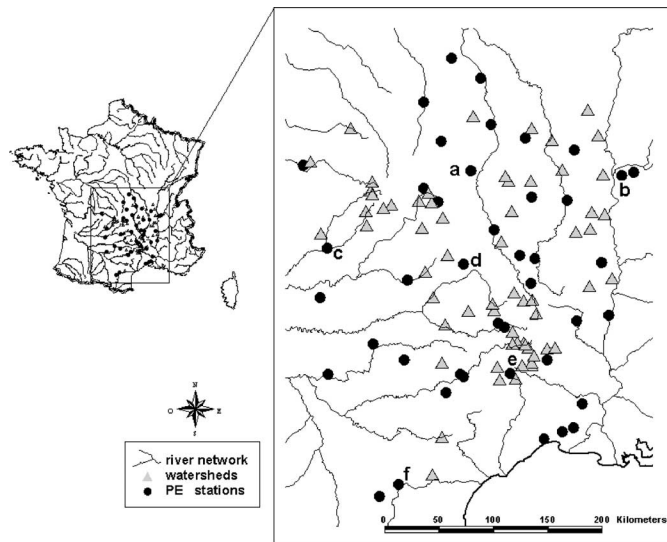 a
b
c
d
e
f
N
O
E
S
river network
watersheds
PE stations
0 50 100 150 200 Kilometers